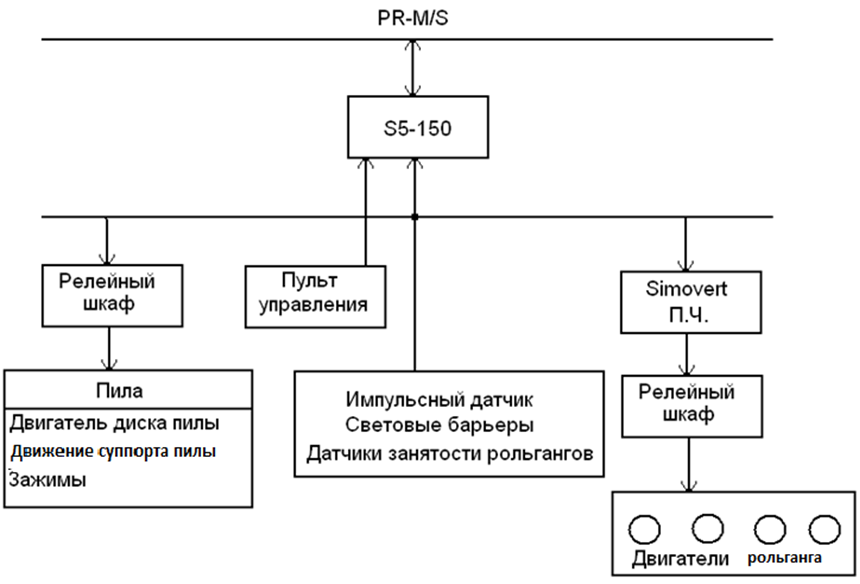 PR-M/S
S5-150
Релейный
шкаф
Пульт
управления
Simovert
П.Ч.
Пила
Двигатель диска пилы
Движение суппорта пилы
Зажимы
Импульсный датчик
Световые барьеры
Датчики занятости рольгангов
Релейный
шкаф
Двигатели рольганга